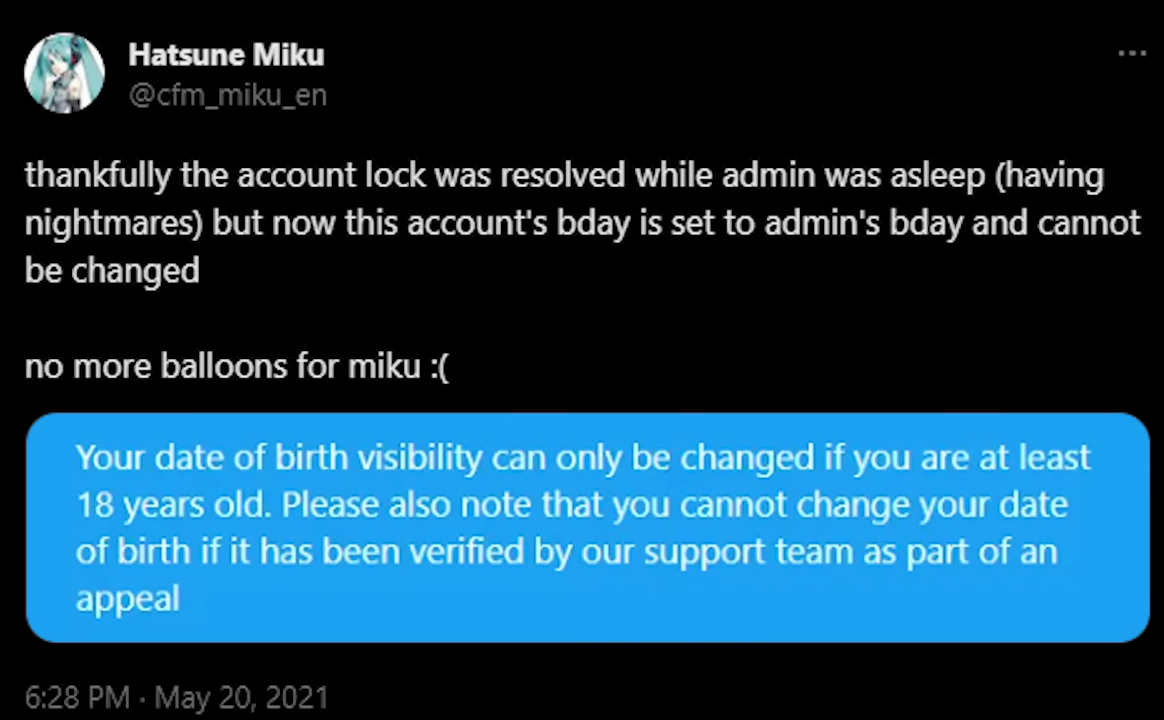 Hatsune Miku
@cfm_miku_en
thankfully the account lock was resolved while admin was asleep (having
nightmares) but now this account's bday is set to admin's bday and cannot
be changed
no more balloons for miku :(
Your date of birth visibility can only be changed if you are at least
18 years old. Please also note that you cannot change your date
of birth if it has been verified by our support team as part of an
appeal
6:28 PM · May 20, 2021